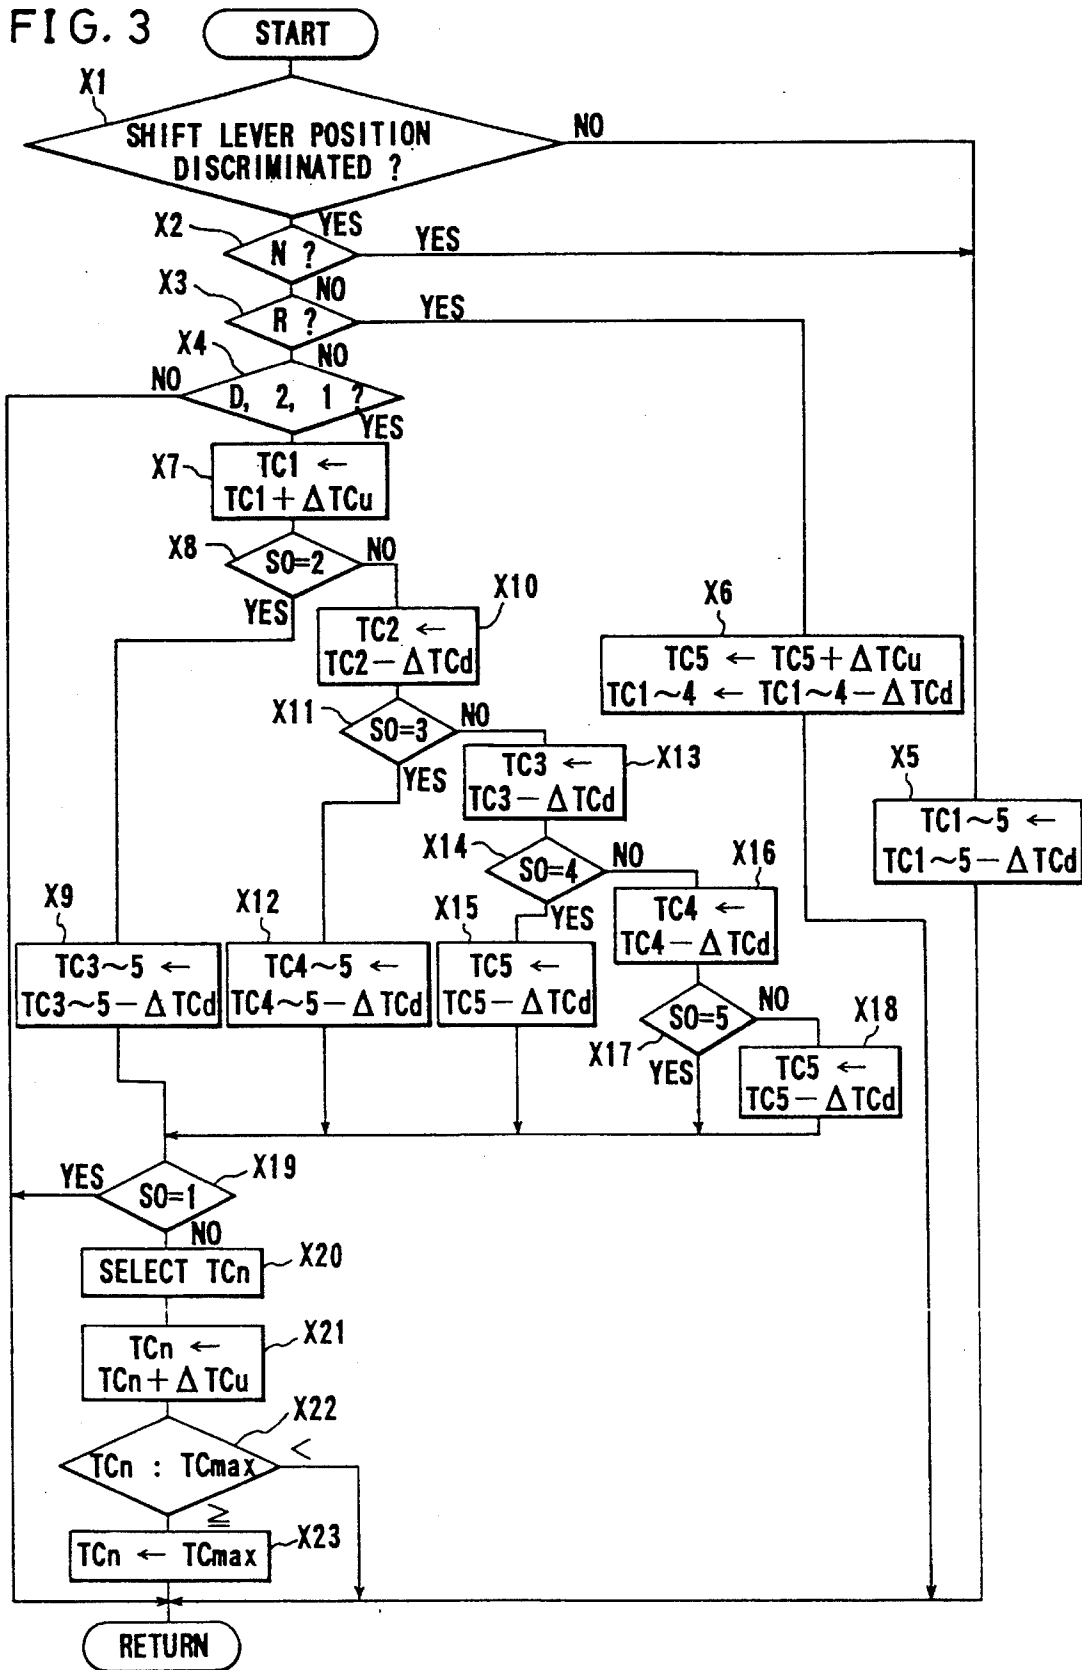 FIG. 3
START
X1
SHIFT LEVER POSITION
DISCRIMINATED ?
NO
YES
X2
N ?
YES
NO
X3
R ?
YES
NO
X4
NO
D, 2, 1 ?
YES
X7
TC1 ←
TC1+ΔTCu
X8
SO=2
NO
YES
X10
TC2 ←
TC2-ΔTCd
X6
TC5 ← TC5+ΔTCu
TC1~4 ← TC1~4-ΔTCd
X11
SO=3
NO
YES
X13
TC3 ←
TC3-ΔTCd
X5
TC1~5 ←
TC1~5-ΔTCd
X14
SO=4
NO
YES
X16
TC4 ←
TC4-ΔTCd
X9
TC3~5 ←
TC3~5-ΔTCd
X12
TC4~5 ←
TC4~5-ΔTCd
X15
TC5 ←
TC5-ΔTCd
X17
SO=5
NO
YES
X18
TC5 ←
TC5-ΔTCd
X19
YES
SO=1
NO
X20
SELECT TCn
X21
TCn ←
TCn+ΔTCu
X22
TCn : TCmax
<
≧
X23
TCn ← TCmax
RETURN